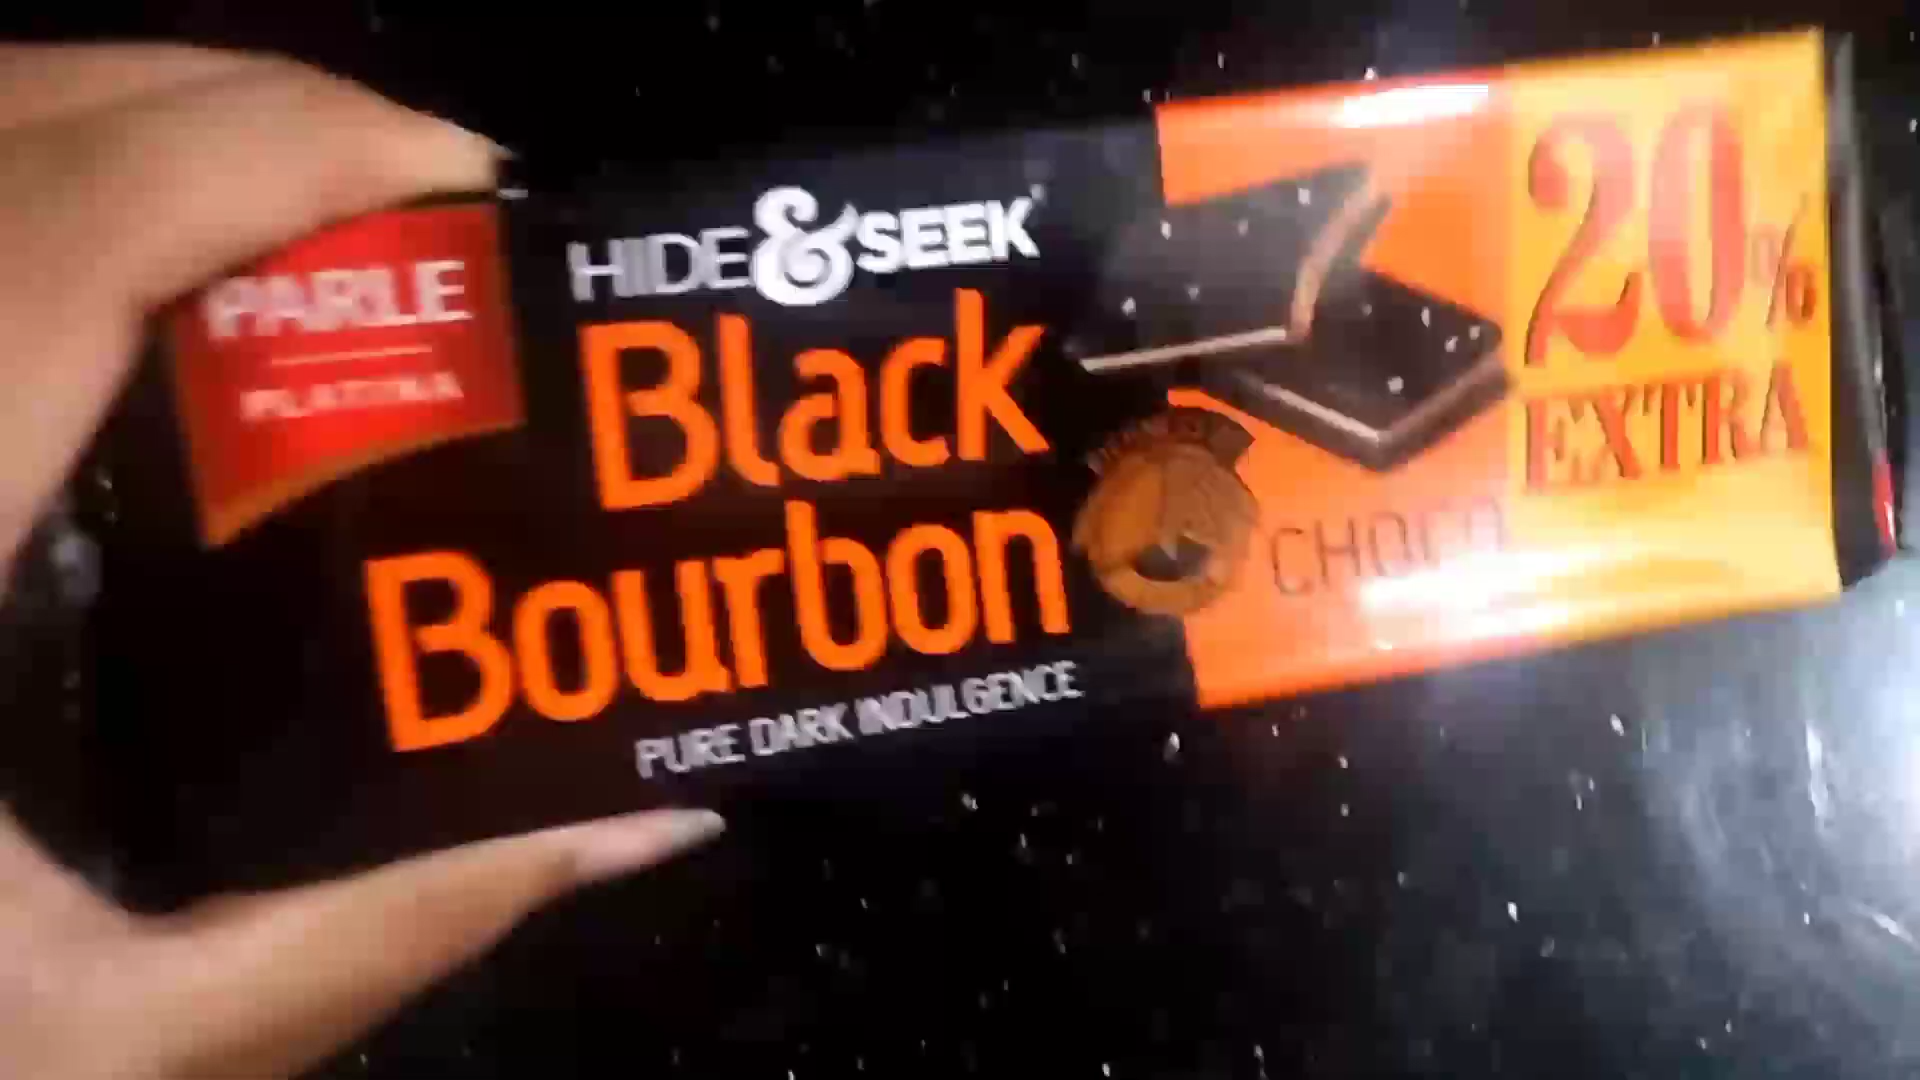 PARLE
PLATINA
HIDE & SEEK
Black
Bourbon
PURE DARK INDULGENCE
CHOCO
20%
EXTRA